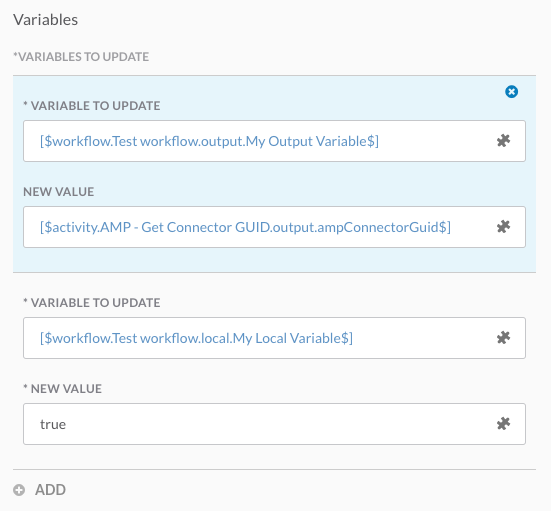 Variables
*VARIABLES TO UPDATE
* VARIABLE TO UPDATE
[$workflow.Test workflow.output.My Output Variable$]
NEW VALUE
[$activity.AMP - Get Connector GUID.output.ampConnectorGuid$]
* VARIABLE TO UPDATE
[$workflow.Test workflow.local.My Local Variable$]
* NEW VALUE
true
ADD